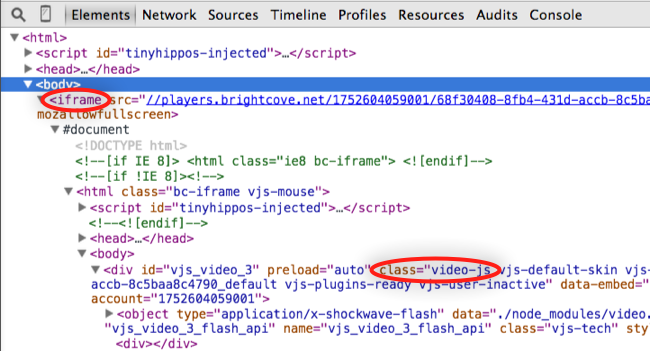 Elements Network Sources Timeline Profiles Resources Audits Console
▼<html>
▶<script id="tinyhippos-injected">…</script>
▶<head>…</head>
▼<body>
▼<iframe src="//players.brightcove.net/1752604059001/68f30408-8fb4-431d-accb-8c5ba
mozallowfullscreen>
▼#document
<!DOCTYPE html>
<!--[if IE 8]> <html class="ie8 bc-iframe"> <![endif]-->
<!--[if !IE 8]><!-->
▼<html class="bc-iframe vjs-mouse">
▶<script id="tinyhippos-injected">…</script>
<!--<![endif]-->
▶<head>…</head>
▼<body>
▼<div id="vjs_video_3" preload="auto" class="video-js vjs-default-skin vjs-
accb-8c5baa8c4790_default vjs-plugins-ready vjs-user-inactive" data-embed=
account="1752604059001">
▶<object type="application/x-shockwave-flash" data="./node_modules/video.
"vjs_video_3_flash_api" name="vjs_video_3_flash_api" class="vjs-tech" sty
<div></div>